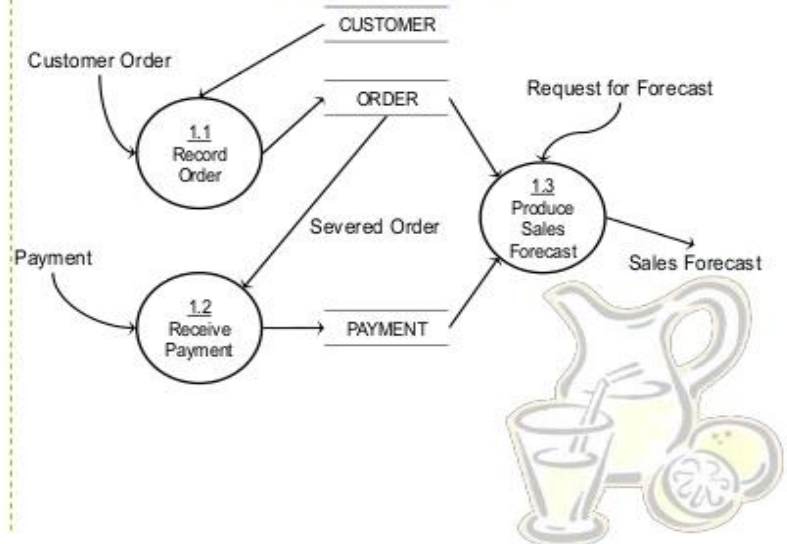 CUSTOMER
Customer Order
ORDER
Request for Forecast
1.1
Record
Order
1.3
Produce
Sales
Forecast
Severed Order
Payment
Sales Forecast
1.2
Receive
Payment
PAYMENT